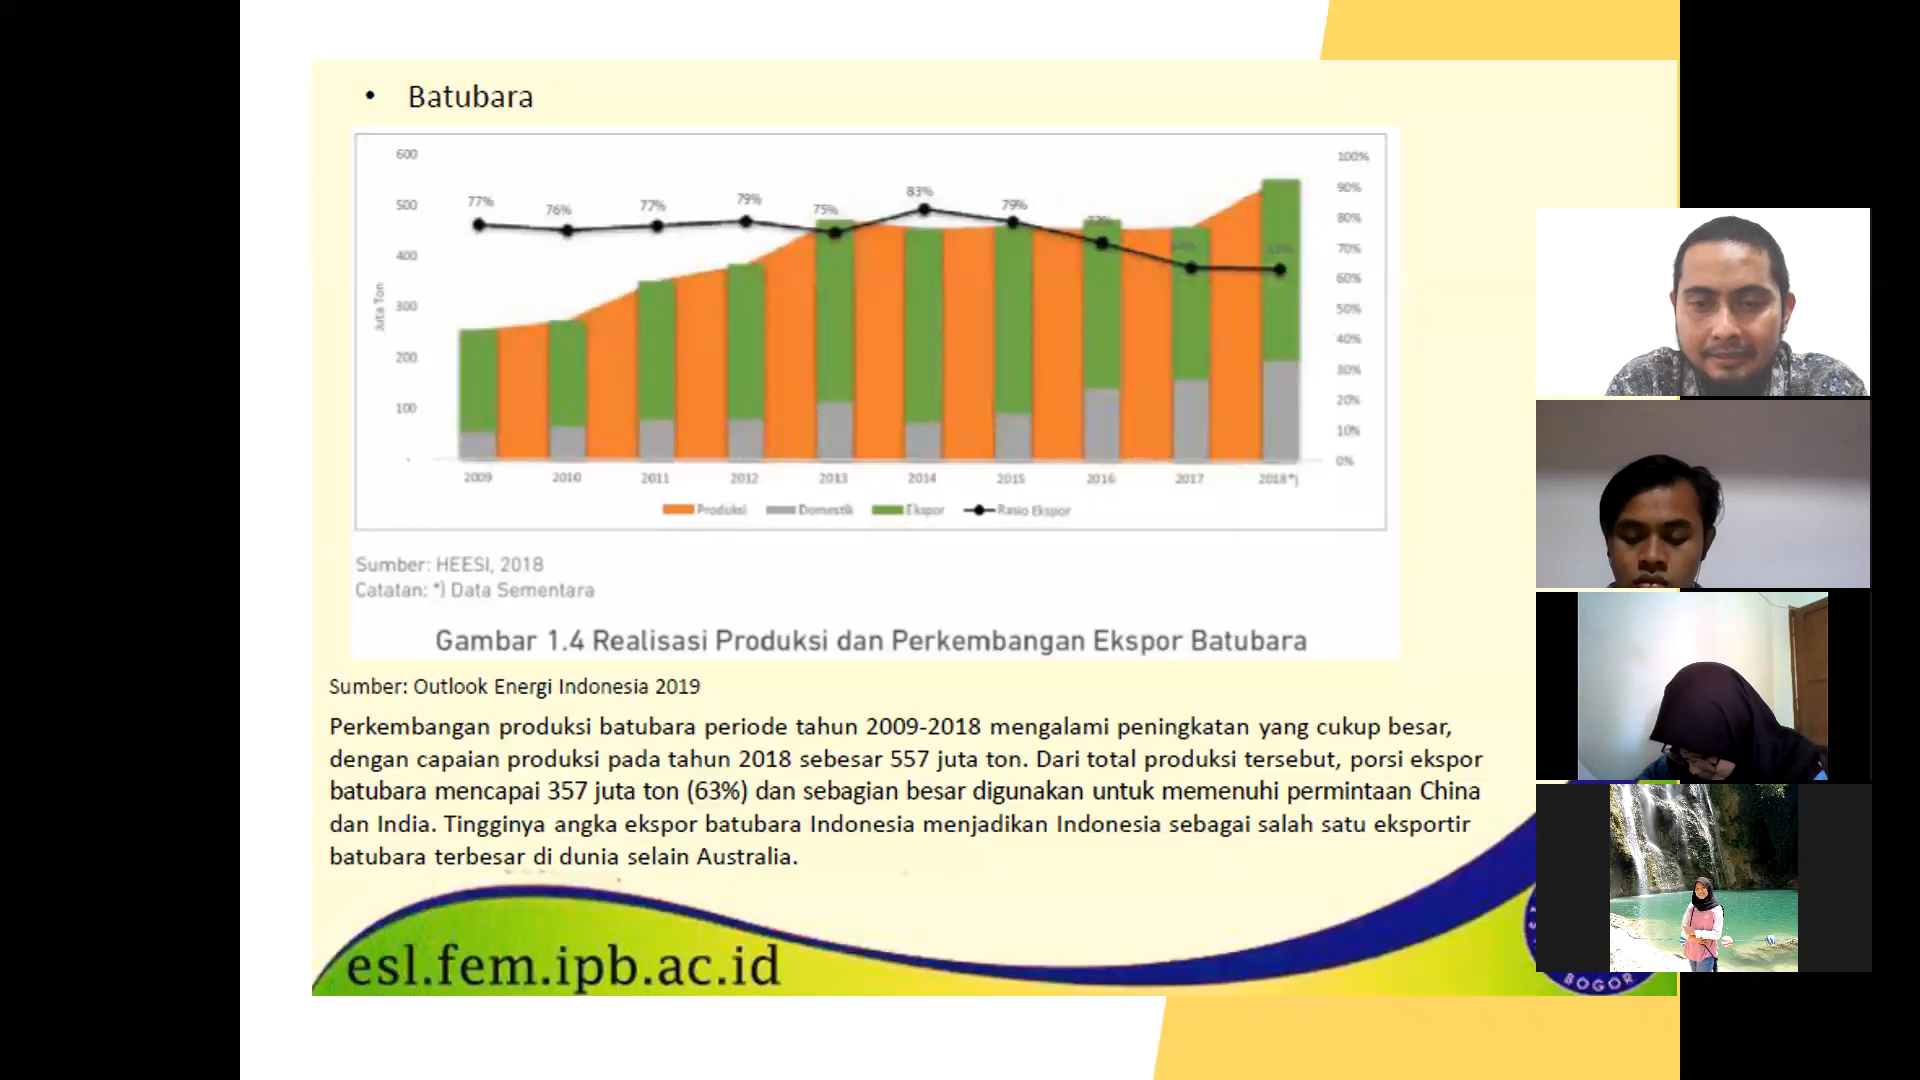 • Batubara
600
500
400
300
200
100
-
Juta Ton
100%
90%
80%
70%
60%
50%
40%
30%
20%
10%
0%
77%
76%
77%
79%
75%
83%
79%
2009
2010
2011
2012
2013
2014
2015
2016
2017
2018*)
Produksi Domestik Ekspor Rasio Ekspor
Sumber: HEESI, 2018
Catatan: *) Data Sementara
Gambar 1.4 Realisasi Produksi dan Perkembangan Ekspor Batubara
Sumber: Outlook Energi Indonesia 2019
Perkembangan produksi batubara periode tahun 2009-2018 mengalami peningkatan yang cukup besar,
dengan capaian produksi pada tahun 2018 sebesar 557 juta ton. Dari total produksi tersebut, porsi ekspor
batubara mencapai 357 juta ton (63%) dan sebagian besar digunakan untuk memenuhi permintaan China
dan India. Tingginya angka ekspor batubara Indonesia menjadikan Indonesia sebagai salah satu eksportir
batubara terbesar di dunia selain Australia.
esl.fem.ipb.ac.id
BOGOR